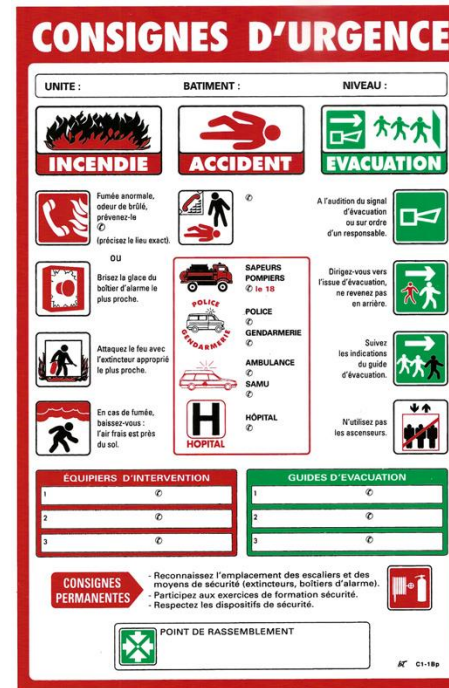 CONSIGNES D'URGENCE
UNITE : BATIMENT : NIVEAU :
INCENDIE
Fumée anormale,
odeur de brûlé,
prévenez-le
✆
(précisez le lieu exact).
OU
Brisez la glace du
boîtier d'alarme le
plus proche.
Attaquez le feu avec
l'extincteur approprié
le plus proche.
En cas de fumée,
baissez-vous :
l'air frais est près
du sol.
ACCIDENT
✆
SAPEURS
POMPIERS
✆ le 18
POLICE
GENDARMERIE
POLICE
✆
GENDARMERIE
✆
AMBULANCE
✆
SAMU
✆
H
HOPITAL
HÔPITAL
✆
EVACUATION
A l'audition du signal
d'évacuation
ou sur ordre
d'un responsable.
Dirigez-vous vers
l'issue d'évacuation,
ne revenez pas
en arrière.
Suivez
les indications
du guide
d'évacuation.
N'utilisez pas
les ascenseurs.
ÉQUIPIERS D'INTERVENTION
1 ✆
2 ✆
3 ✆
GUIDES D'EVACUATION
1 ✆
2 ✆
3 ✆
CONSIGNES
PERMANENTES
- Reconnaissez l'emplacement des escaliers et des
moyens de sécurité (extincteurs, boîtiers d'alarme).
- Participez aux exercices de formation sécurité.
- Respectez les dispositifs de sécurité.
POINT DE RASSEMBLEMENT
C1-1Bp